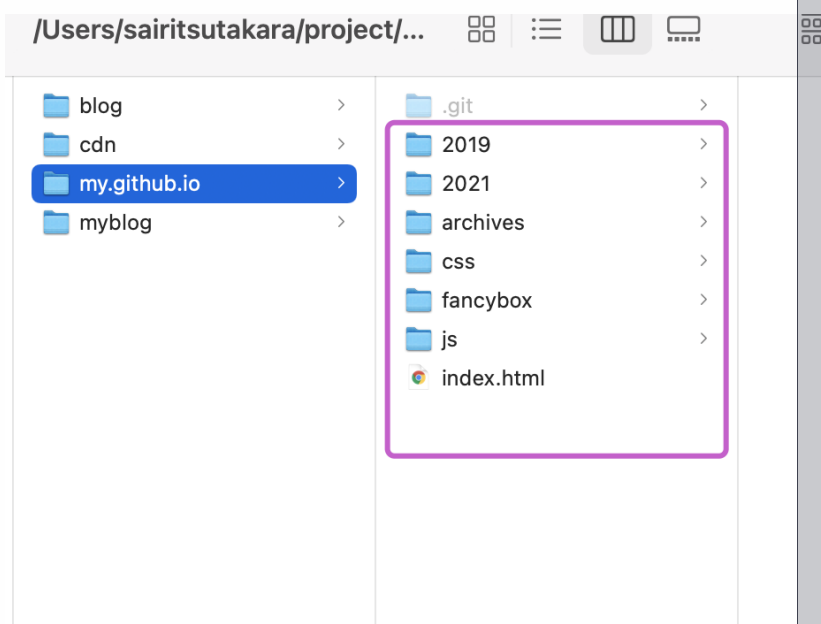 /Users/sairitsutakara/project/...
blog
cdn
my.github.io
myblog
.git
2019
2021
archives
css
fancybox
js
index.html